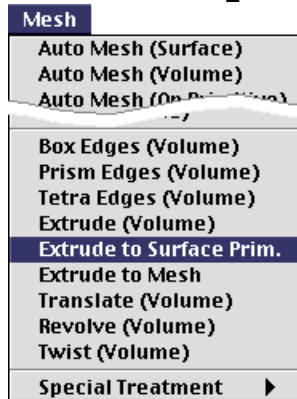 Mesh
Auto Mesh (Surface)
Auto Mesh (Volume)
Auto Mesh
Box Edges (Volume)
Prism Edges (Volume)
Tetra Edges (Volume)
Extrude (Volume)
Extrude to Surface Prim.
Extrude to Mesh
Translate (Volume)
Revolve (Volume)
Twist (Volume)
Special Treatment